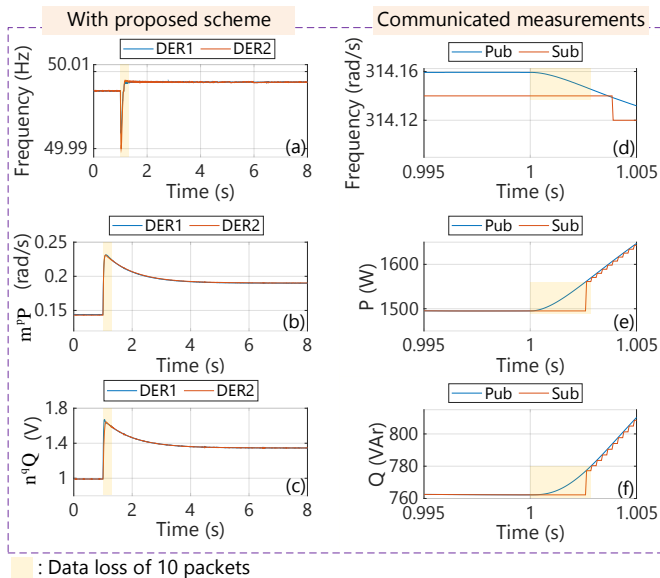 With proposed scheme
Communicated measurements
DER1 DER2
Frequency (Hz)
50.01
49.99
0 2 4 6 8
Time (s)
(a)
Pub Sub
Frequency (rad/s)
314.16
314.12
0.995 1 1.005
Time (s)
(d)
DER1 DER2
mᵖP (rad/s)
0.25
0.2
0.15
0 2 4 6 8
Time (s)
(b)
Pub Sub
P (W)
1600
1500
0.995 1 1.005
Time (s)
(e)
DER1 DER2
n^qQ (V)
1.8
1.4
1
0 2 4 6 8
Time (s)
(c)
Pub Sub
Q (VAr)
800
780
760
0.995 1 1.005
Time (s)
(f)
: Data loss of 10 packets